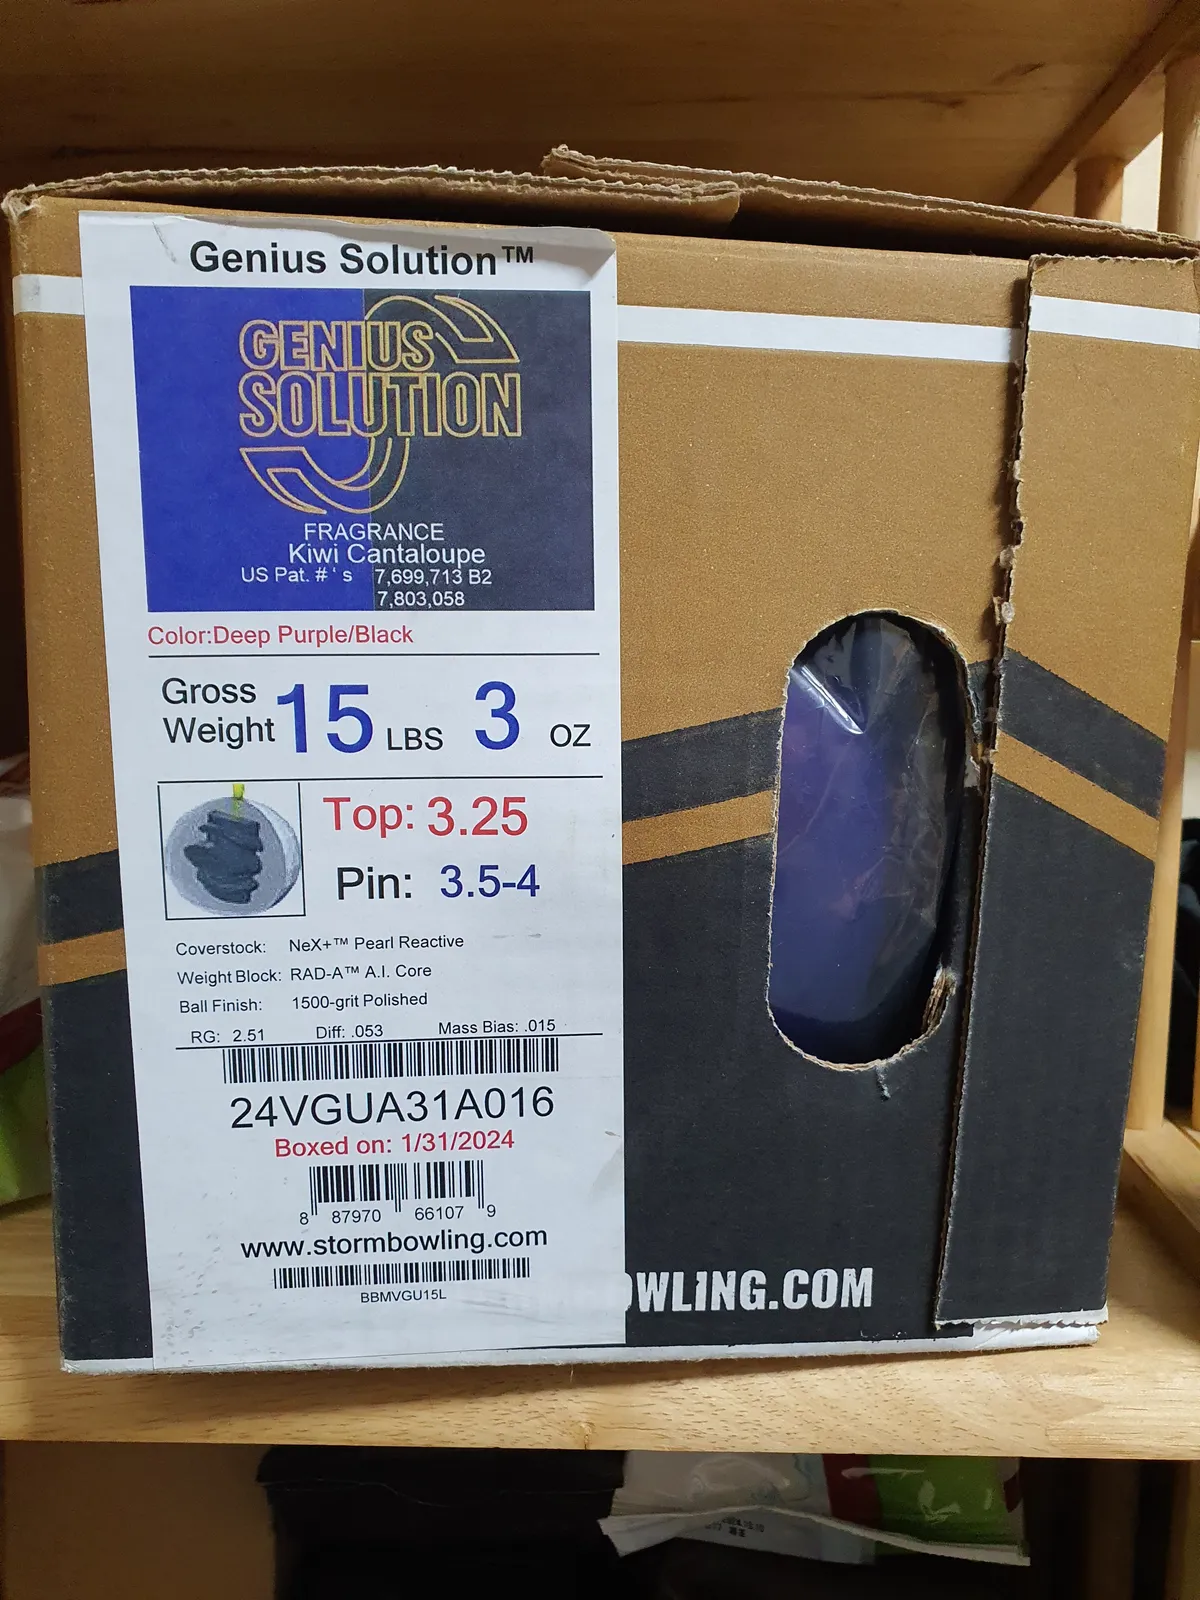 Genius Solution™
GENIUS
SOLUTION
FRAGRANCE
Kiwi Cantaloupe
US Pat. # ' s 7,699,713 B2
7,803,058
Color:Deep Purple/Black
Gross
Weight 15 LBS 3 OZ
Top: 3.25
Pin: 3.5-4
Coverstock: NeX+™ Pearl Reactive
Weight Block: RAD-A™ A.I. Core
Ball Finish: 1500-grit Polished
RG: 2.51 Diff: .053 Mass Bias: .015
24VGUA31A016
Boxed on: 1/31/2024
8 87970 66107 9
www.stormbowling.com
BBMVGU15L
OWLING.COM